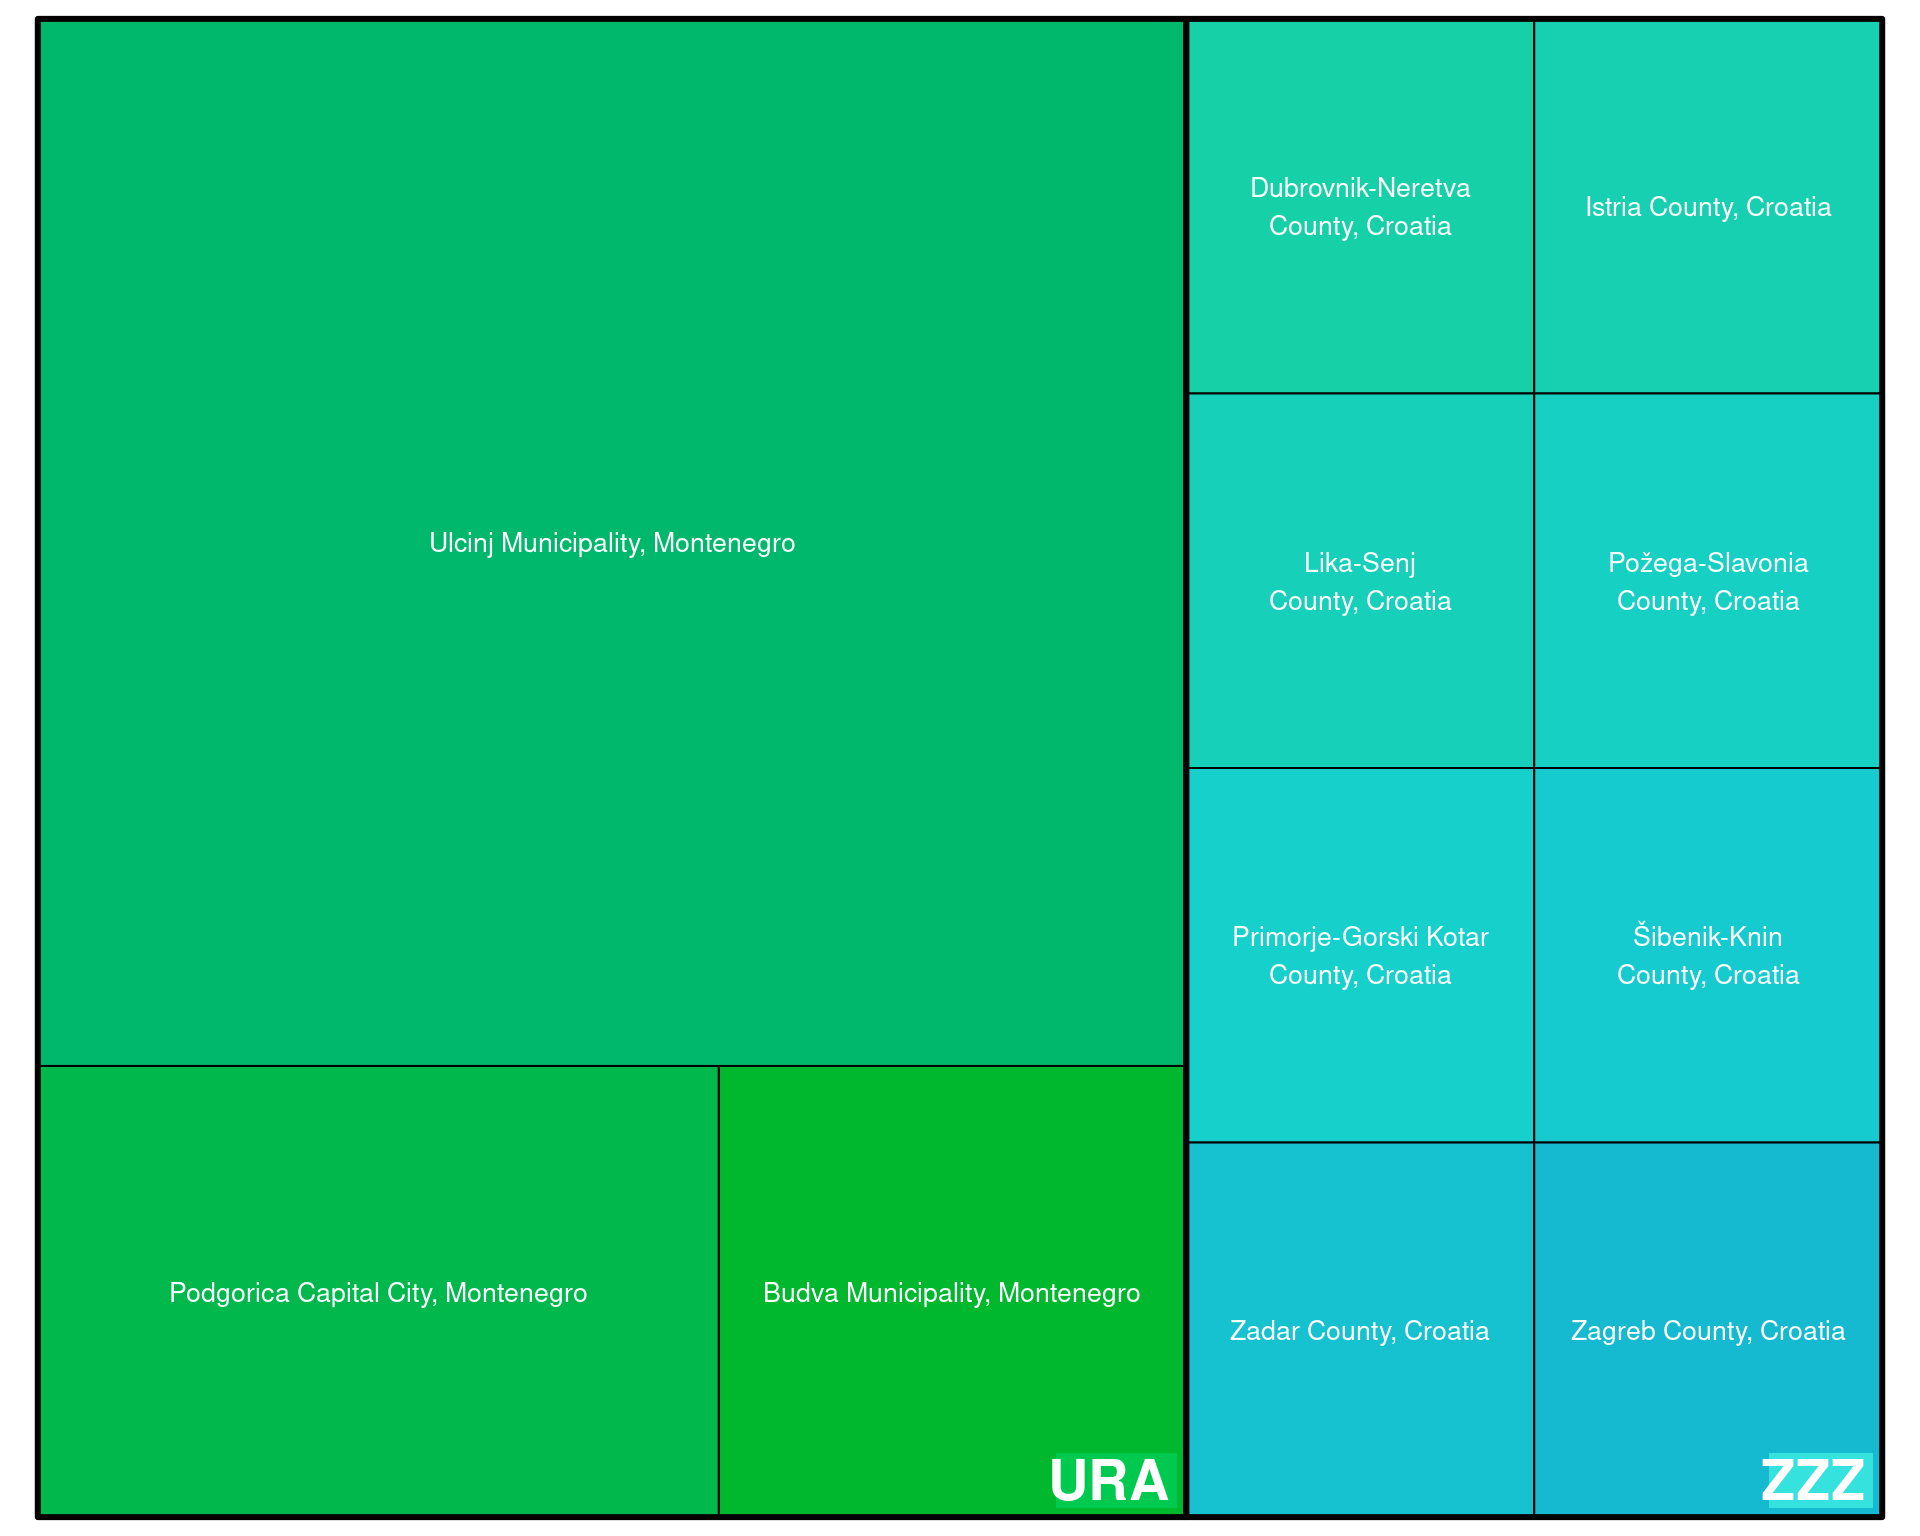 Ulcinj Municipality, Montenegro
Podgorica Capital City, Montenegro
Budva Municipality, Montenegro
URA
Dubrovnik-Neretva
County, Croatia
Istria County, Croatia
Lika-Senj
County, Croatia
Požega-Slavonia
County, Croatia
Primorje-Gorski Kotar
County, Croatia
Šibenik-Knin
County, Croatia
Zadar County, Croatia
Zagreb County, Croatia
ZZZ